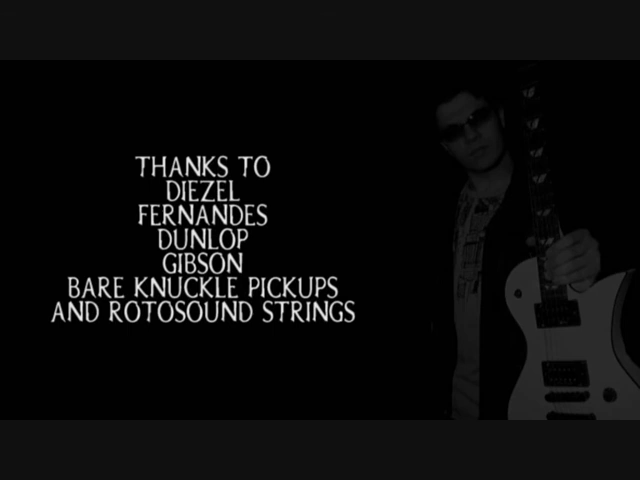 THANKS TO
DIEZEL
FERNANDES
DUNLOP
GIBSON
BARE KNUCKLE PICKUPS
AND ROTOSOUND STRINGS